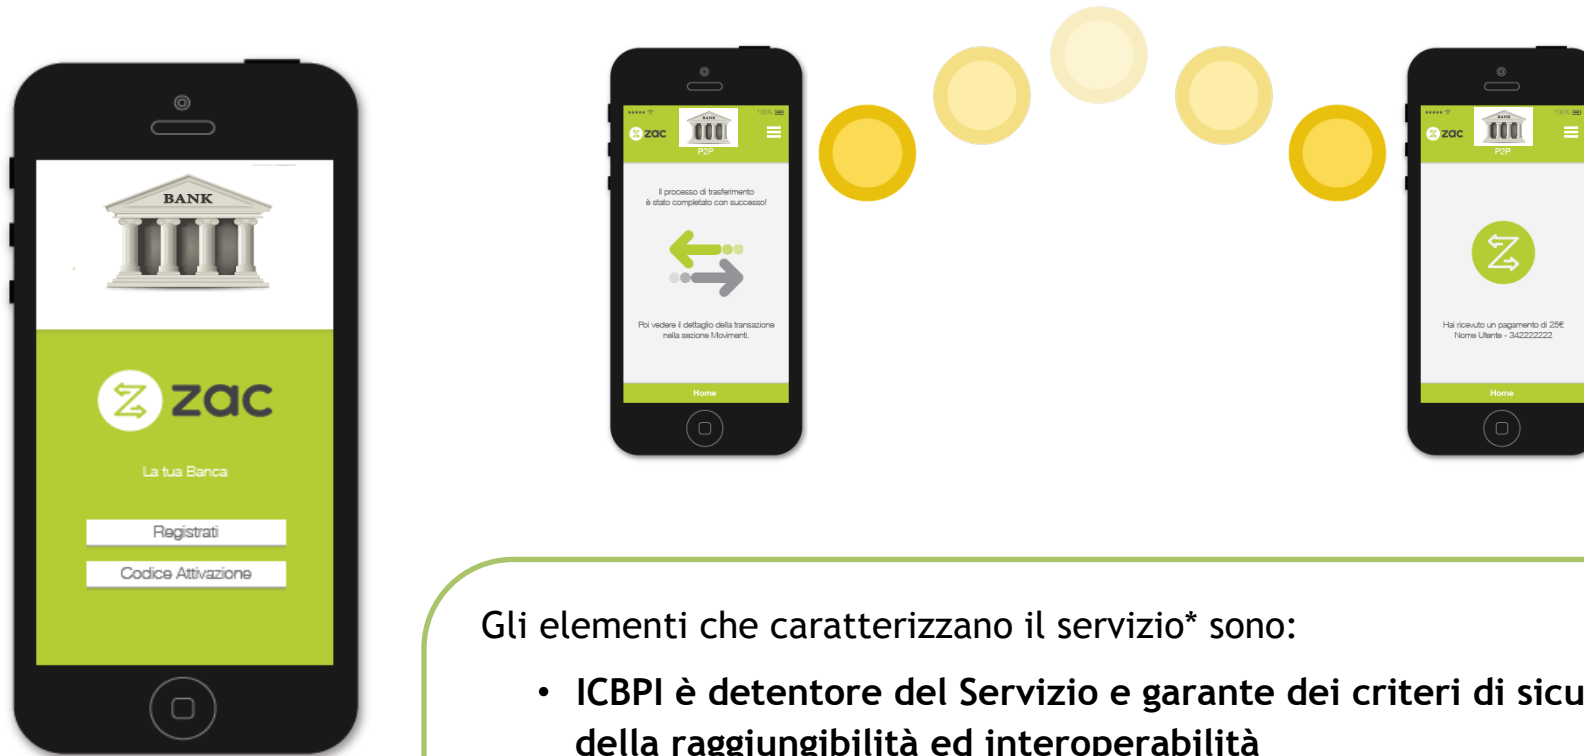 BANK
zac
La tua Banca
Registrati
Codice Attivazione
100%
BANK
zac
P2P
Il processo di trasferimento
è stato completato con successo!
Poi vedere il dettaglio della transazione
nella sezione Movimenti.
Home
100%
BANK
zac
P2P
Hai ricevuto un pagamento di 25€
Nome Utente - 342222222
Home
Gli elementi che caratterizzano il servizio* sono:
• ICBPI è detentore del Servizio e garante dei criteri di sicu
della raggiungibilità ed interoperabilità